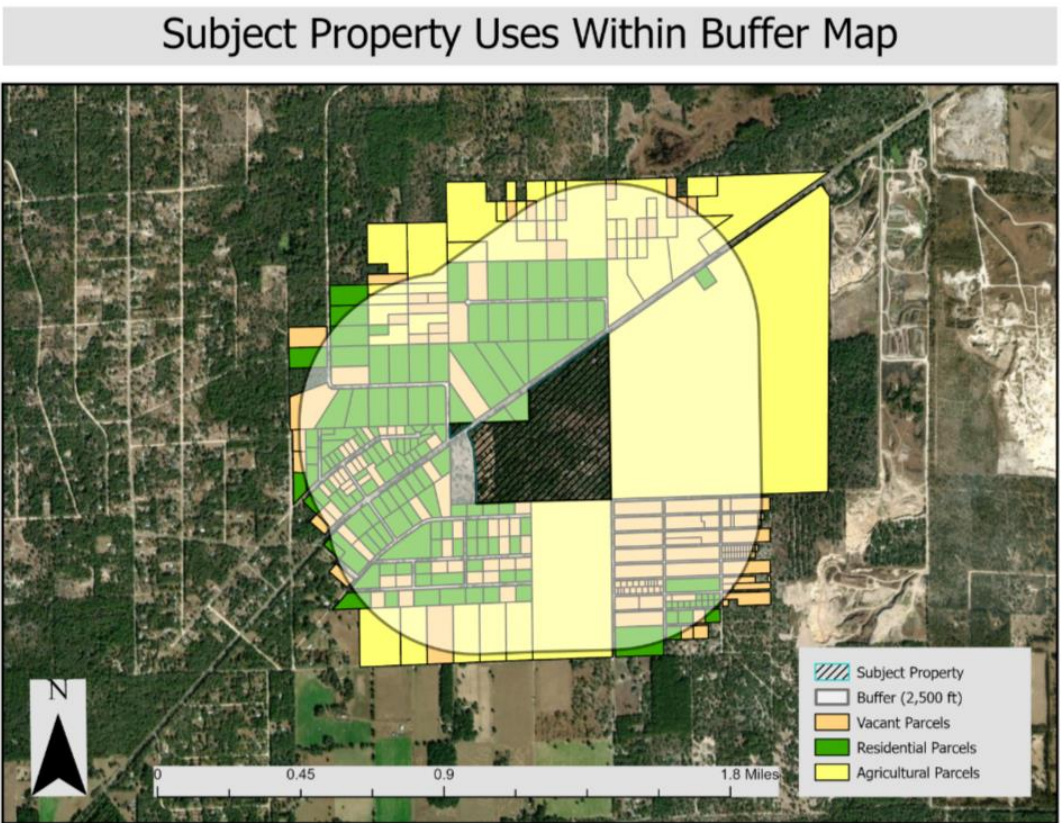 Subject Property Uses Within Buffer Map
Subject Property
Buffer (2,500 ft)
Vacant Parcels
Residential Parcels
Agricultural Parcels
N
0 0.45 0.9 1.8 Miles